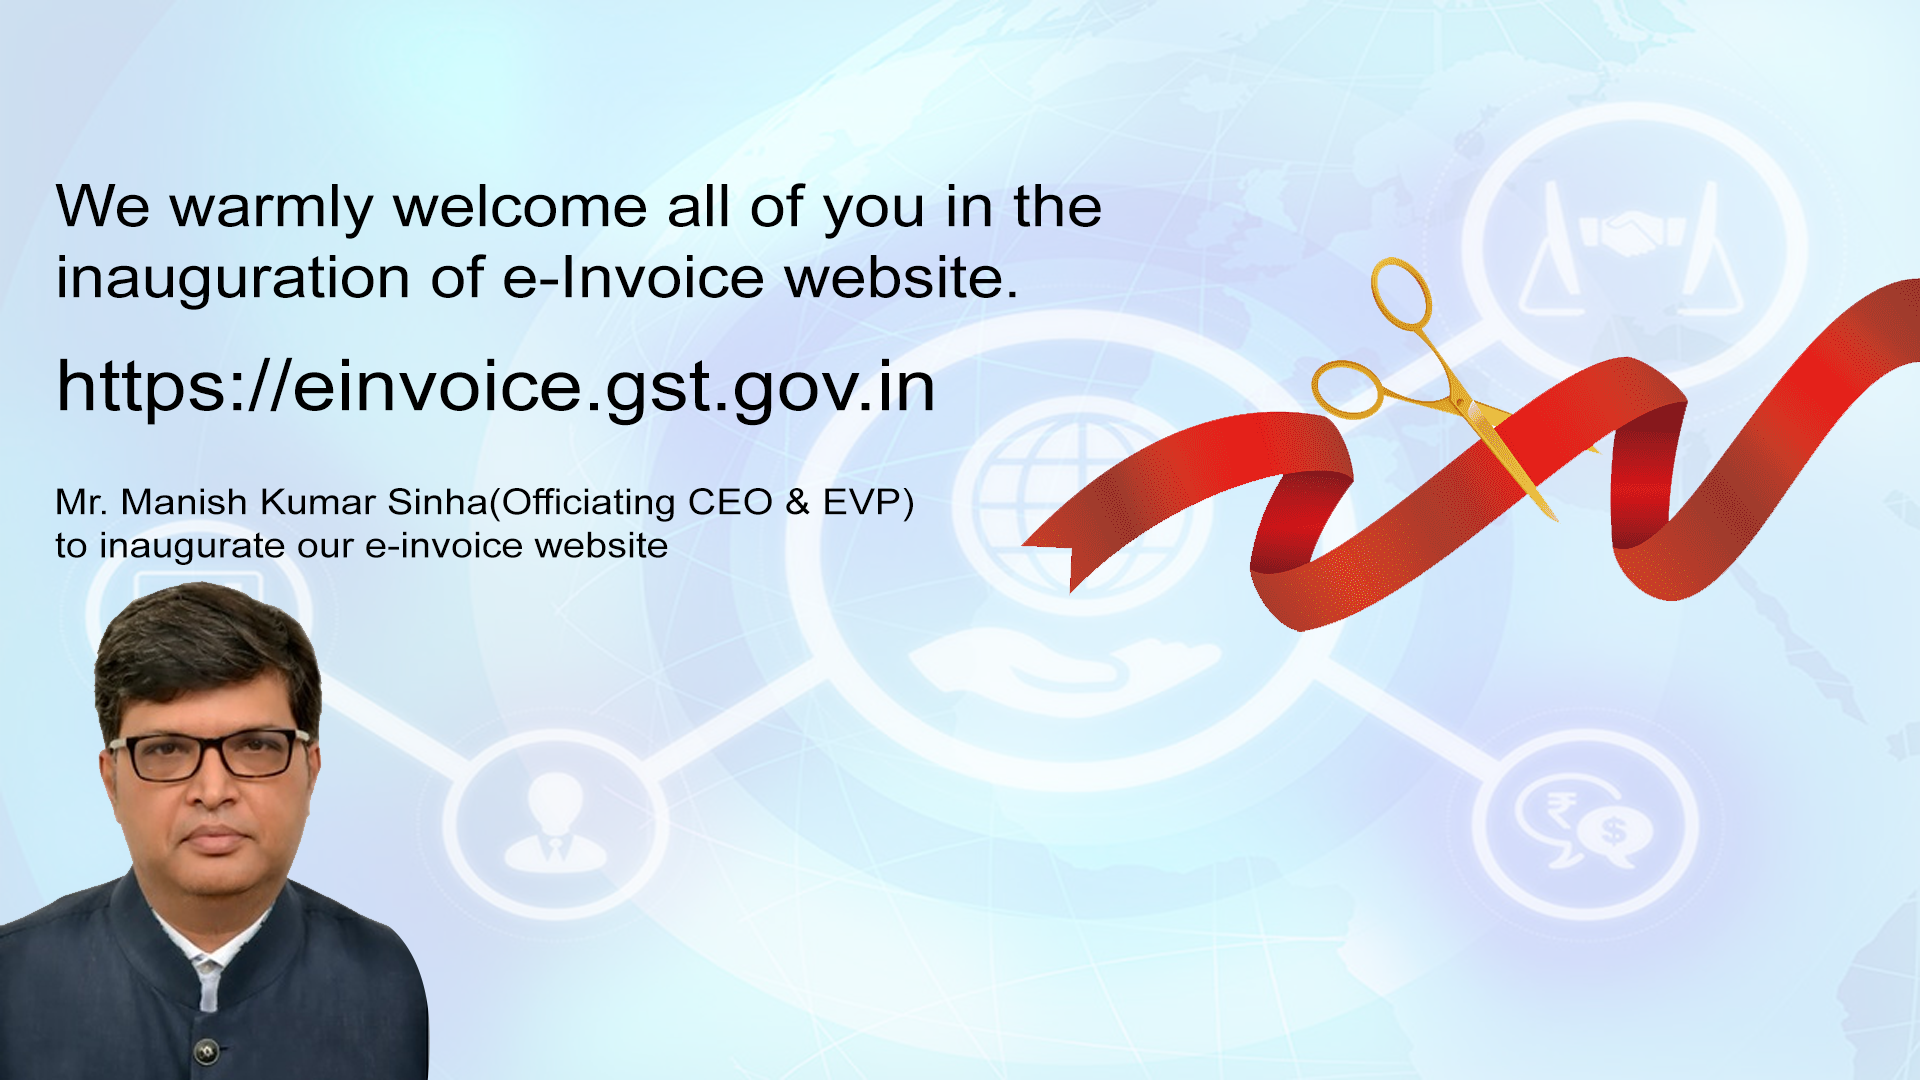 We warmly welcome all of you in the
inauguration of e-Invoice website.
https://einvoice.gst.gov.in
Mr. Manish Kumar Sinha(Officiating CEO & EVP)
to inaugurate our e-invoice website
₹
$